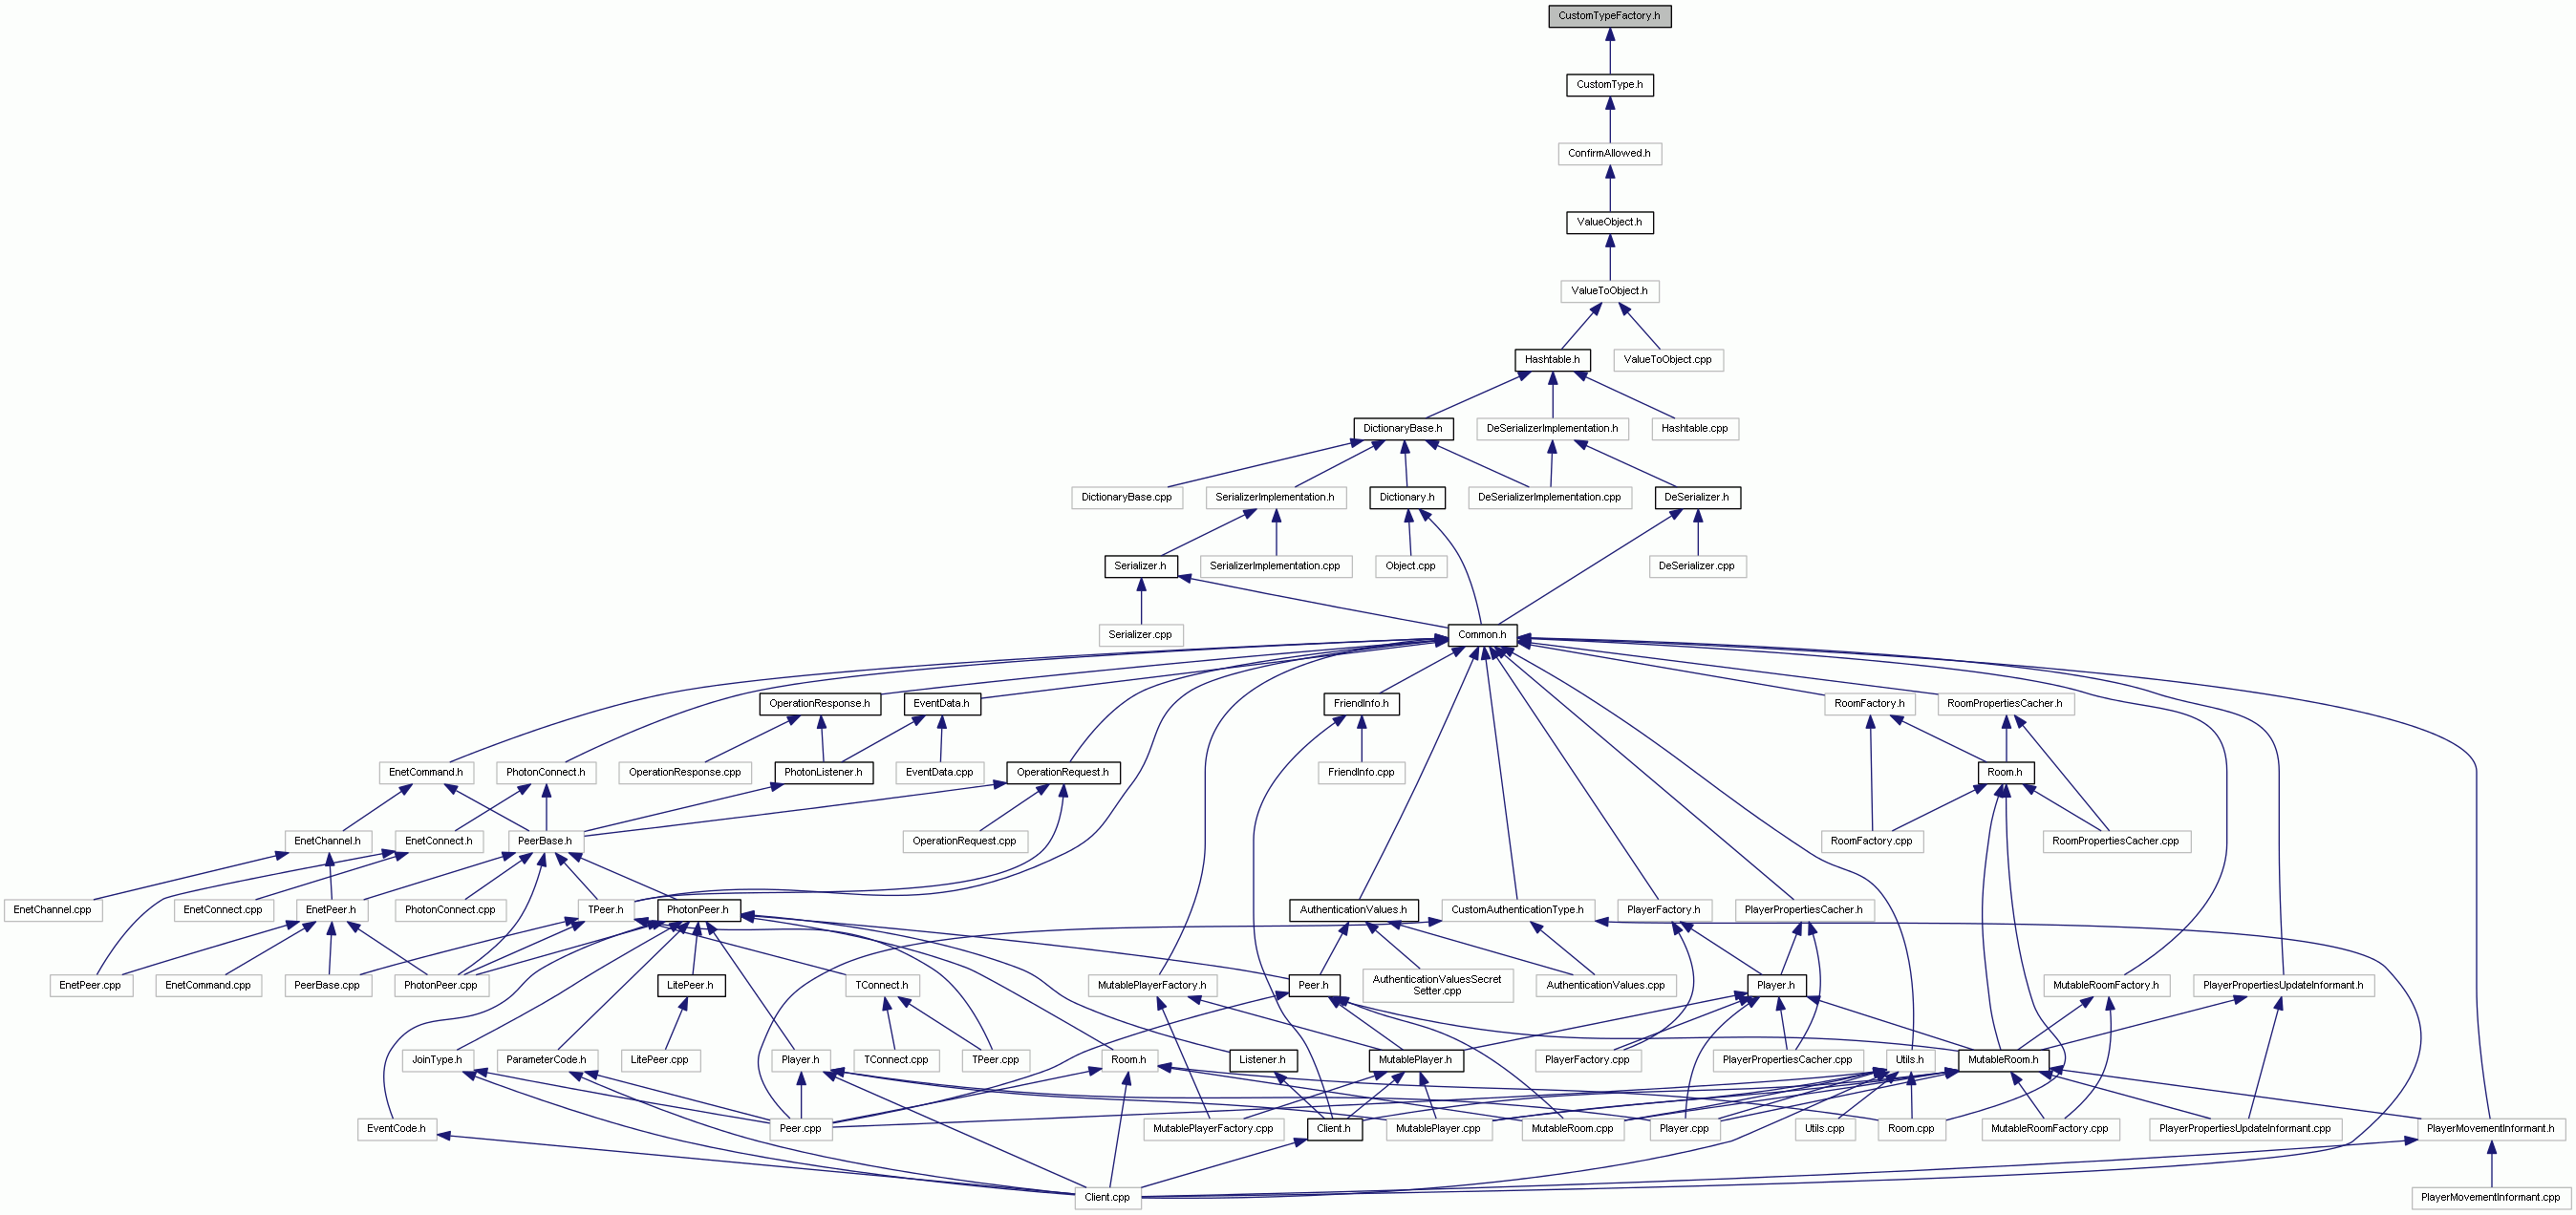 CustomTypeFactory.h
CustomType.h
ConfirmAllowed.h
ValueObject.h
ValueToObject.h
Hashtable.h
ValueToObject.cpp
DictionaryBase.h
DeSerializerImplementation.h
Hashtable.cpp
DictionaryBase.cpp
SerializerImplementation.h
Dictionary.h
DeSerializerImplementation.cpp
DeSerializer.h
Serializer.h
SerializerImplementation.cpp
Object.cpp
DeSerializer.cpp
Serializer.cpp
Common.h
OperationResponse.h
EventData.h
FriendInfo.h
RoomFactory.h
RoomPropertiesCacher.h
EnetCommand.h
PhotonConnect.h
OperationResponse.cpp
PhotonListener.h
EventData.cpp
OperationRequest.h
FriendInfo.cpp
Room.h
EnetChannel.h
EnetConnect.h
PeerBase.h
OperationRequest.cpp
RoomFactory.cpp
RoomPropertiesCacher.cpp
EnetChannel.cpp
EnetConnect.cpp
EnetPeer.h
PhotonConnect.cpp
TPeer.h
PhotonPeer.h
AuthenticationValues.h
CustomAuthenticationType.h
PlayerFactory.h
PlayerPropertiesCacher.h
EnetPeer.cpp
EnetCommand.cpp
PeerBase.cpp
PhotonPeer.cpp
LitePeer.h
TConnect.h
MutablePlayerFactory.h
Peer.h
AuthenticationValuesSecret
Setter.cpp
AuthenticationValues.cpp
Player.h
MutableRoomFactory.h
PlayerPropertiesUpdateInformant.h
JoinType.h
ParameterCode.h
LitePeer.cpp
Player.h
TConnect.cpp
TPeer.cpp
Room.h
Listener.h
MutablePlayer.h
PlayerFactory.cpp
PlayerPropertiesCacher.cpp
Utils.h
MutableRoom.h
EventCode.h
Peer.cpp
MutablePlayerFactory.cpp
Client.h
MutablePlayer.cpp
MutableRoom.cpp
Player.cpp
Utils.cpp
Room.cpp
MutableRoomFactory.cpp
PlayerPropertiesUpdateInformant.cpp
PlayerMovementInformant.h
Client.cpp
PlayerMovementInformant.cpp